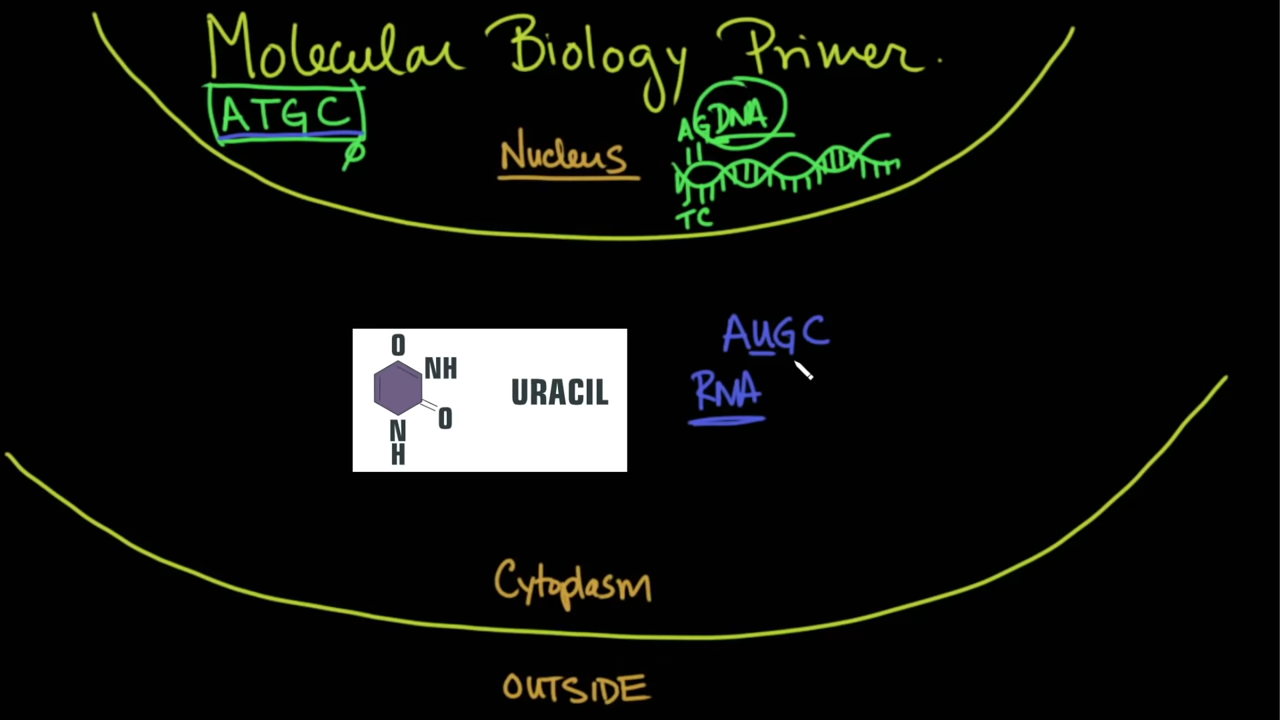 Molecular Biology Primer.
ATGC
AG DNA
Nucleus
TC
AUGC
O
NH
URACIL
RNA
O
N
H
Cytoplasm
OUTSIDE